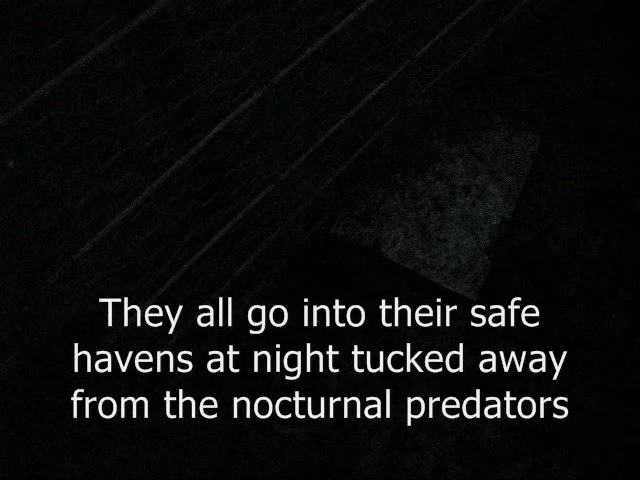 They all go into their safe
havens at night tucked away
from the nocturnal predators